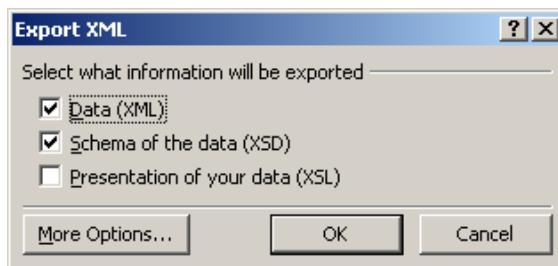 Export XML
Select what information will be exported
Data (XML)
Schema of the data (XSD)
Presentation of your data (XSL)
More Options... OK Cancel